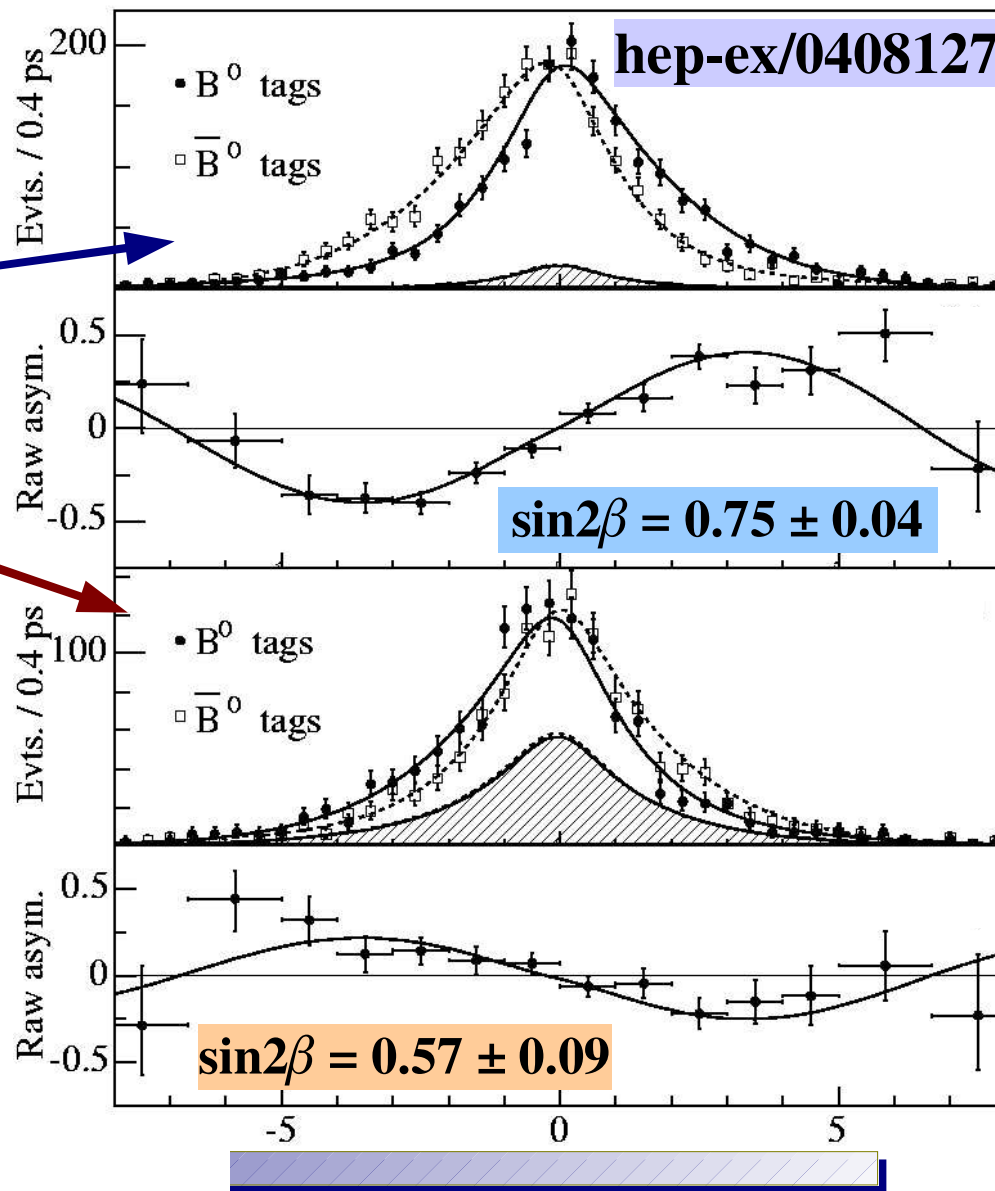 hep-ex/0408127
Evts. / 0.4 ps
200
B⁰ tags
B̅⁰ tags
Raw asym.
0.5
0
-0.5
sin2β = 0.75 ± 0.04
Evts. / 0.4 ps
100
B⁰ tags
B̅⁰ tags
Raw asym.
0.5
0
-0.5
sin2β = 0.57 ± 0.09
-5 0 5